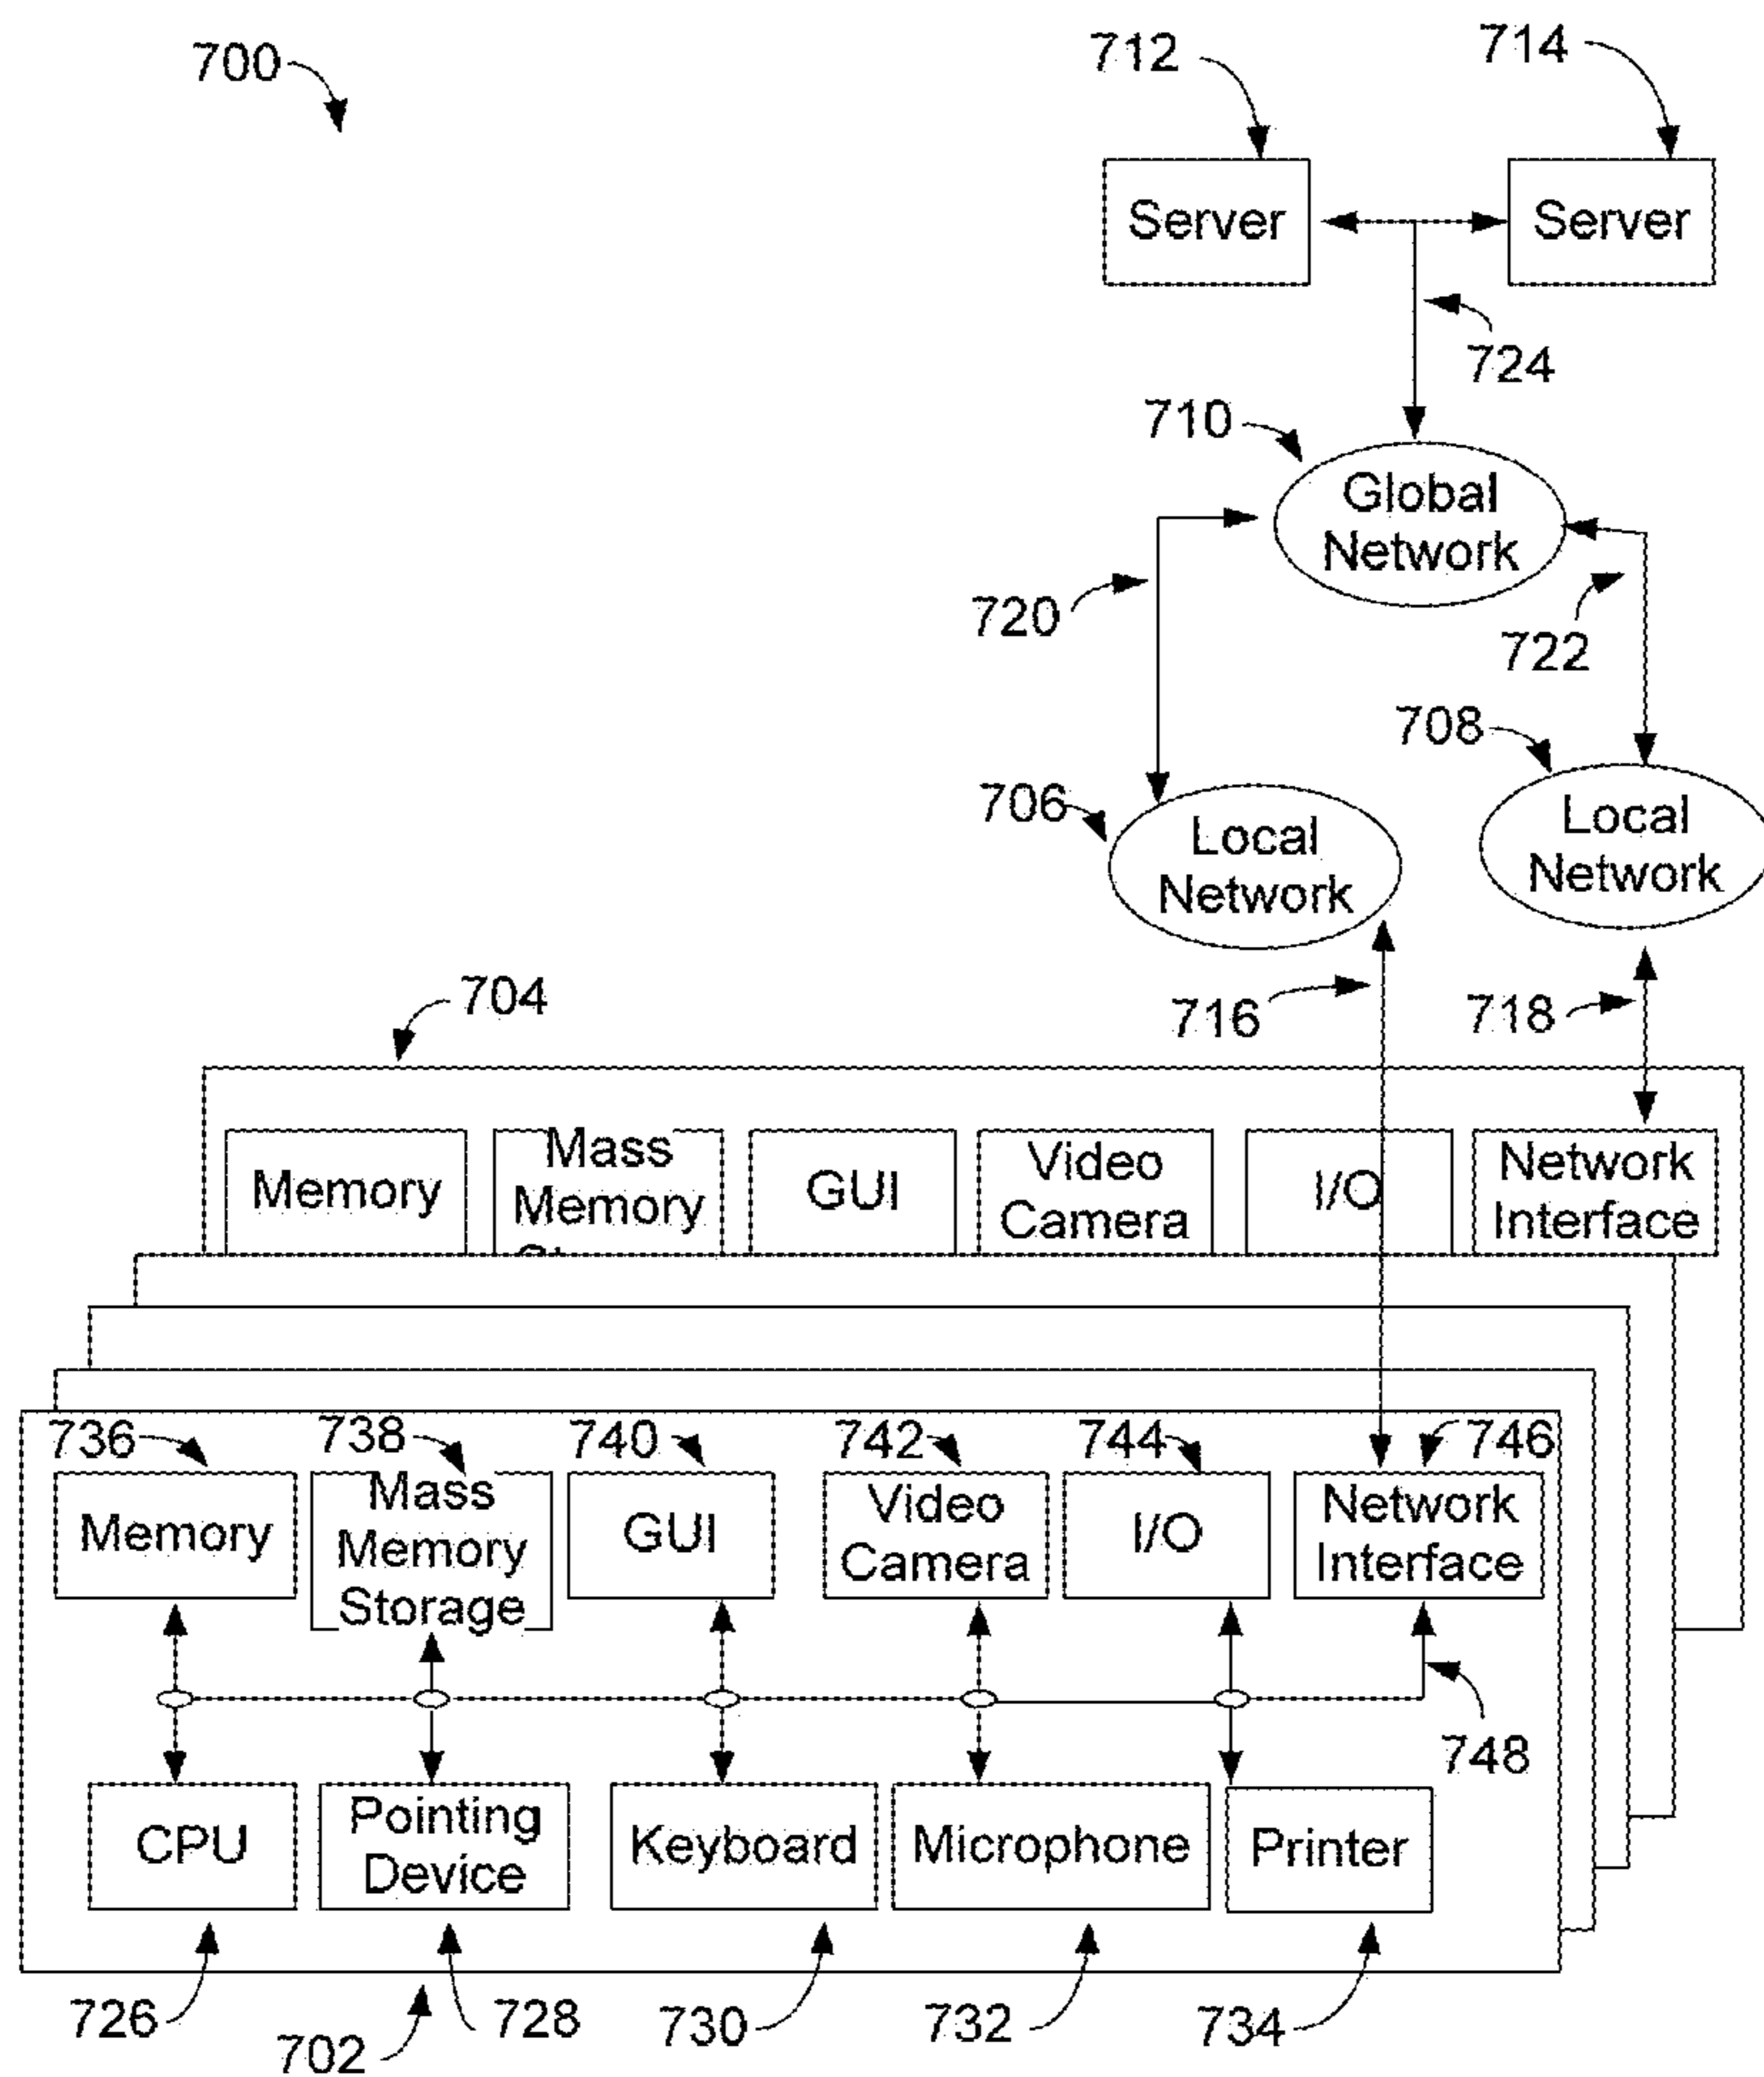 700
712
714
Server
Server
724
710
Global
Network
720
722
708
706
Local
Network
Local
Network
704
716
718
Memory
Mass
Memory
GUI
Video
Camera
I/O
Network
Interface
736
738
740
742
744
746
Memory
Mass
Memory
Storage
GUI
Video
Camera
I/O
Network
Interface
748
CPU
Pointing
Device
Keyboard
Microphone
Printer
726
702
728
730
732
734